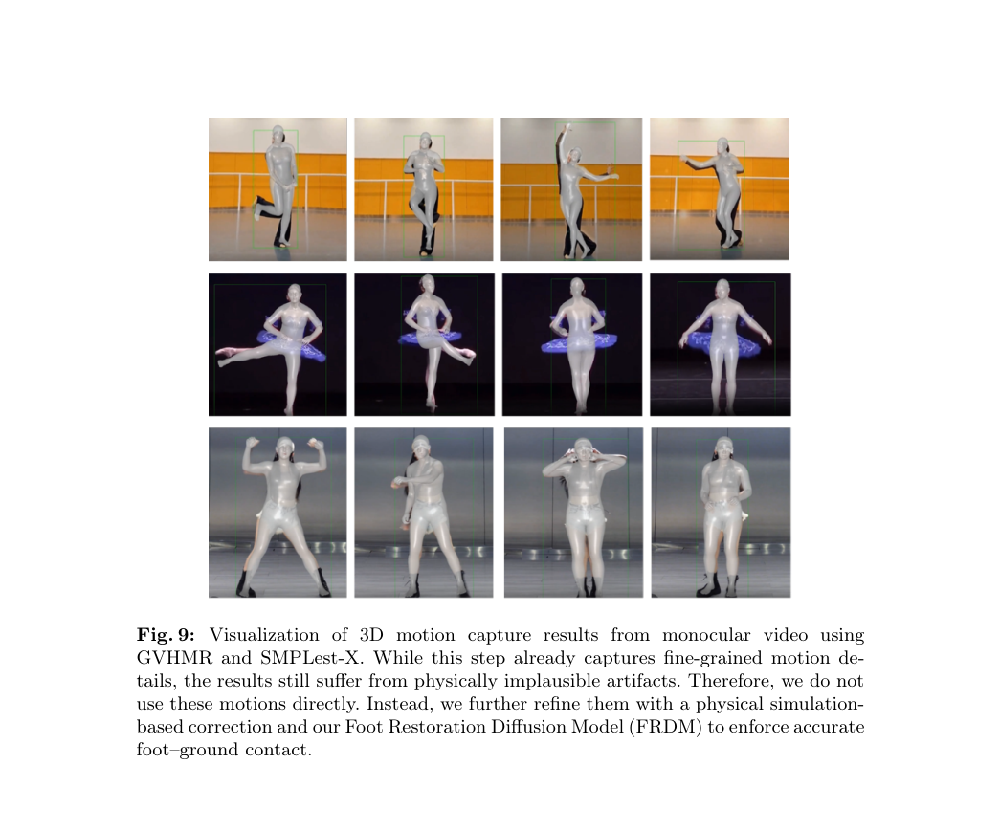 Fig. 9: Visualization of 3D motion capture results from monocular video using
GVHMR and SMPLest-X. While this step already captures fine-grained motion de-
tails, the results still suffer from physically implausible artifacts. Therefore, we do not
use these motions directly. Instead, we further refine them with a physical simulation-
based correction and our Foot Restoration Diffusion Model (FRDM) to enforce accurate
foot–ground contact.